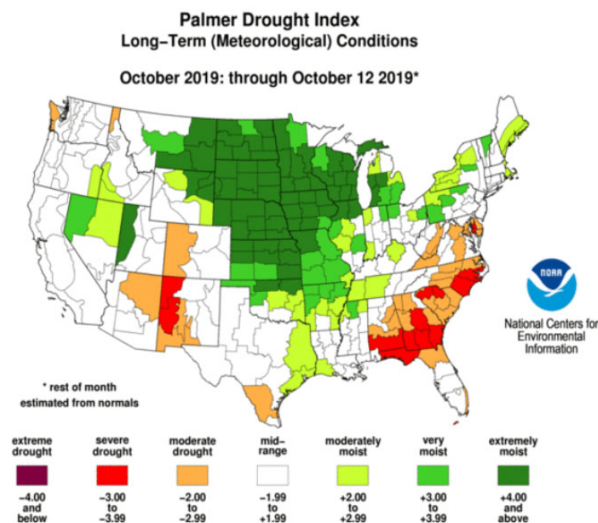 Palmer Drought Index
Long−Term (Meteorological) Conditions
October 2019: through October 12 2019*
NOAA
National Centers for
Environmental
Information
* rest of month
estimated from normals
extreme drought
severe drought
moderate drought
mid− range
moderately moist
very moist
extremely moist
−4.00 and below
−3.00 to −3.99
−2.00 to −2.99
−1.99 to +1.99
+2.00 to +2.99
+3.00 to +3.99
+4.00 and above